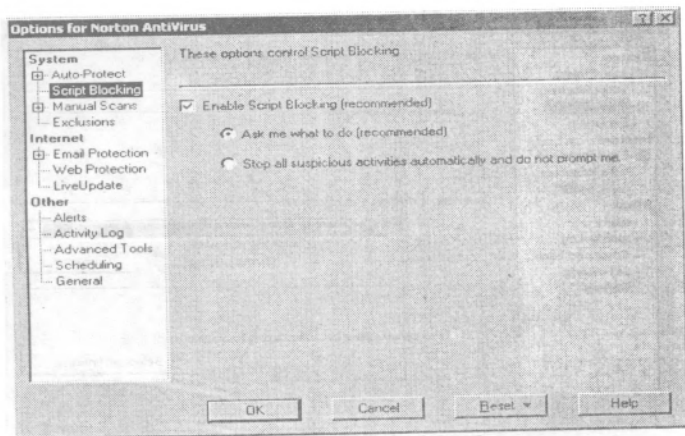 Options for Norton AntiVirus
System
Auto-Protect
Script Blocking
Manual Scans
Exclusions
Internet
Email Protection
Web Protection
LiveUpdate
Other
Alerts
Activity Log
Advanced Tools
Scheduling
General
These options control Script Blocking
Enable Script Blocking (recommended)
Ask me what to do (recommended)
Stop all suspicious activities automatically and do not prompt me.
OK
Cancel
Reset
Help